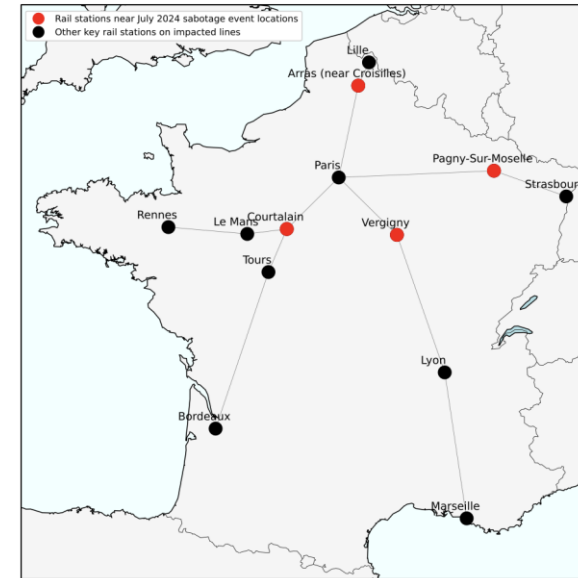 Rail stations near July 2024 sabotage event locations
Other key rail stations on impacted lines
Lille
Arras (near Croisilles)
Paris
Pagny-Sur-Moselle
Strasbour
Rennes
Le Mans
Courtalain
Vergigny
Tours
Lyon
Bordeaux
Marseille